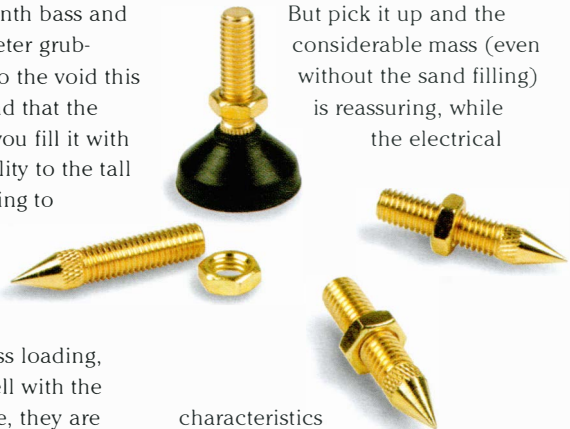 nth bass and
eter grub-
o the void this
d that the
you fill it with
lity to the tall
ing to
ss loading,
ell with the
e, they are
But pick it up and the
considerable mass (even
without the sand filling)
is reassuring, while
the electrical
characteristics